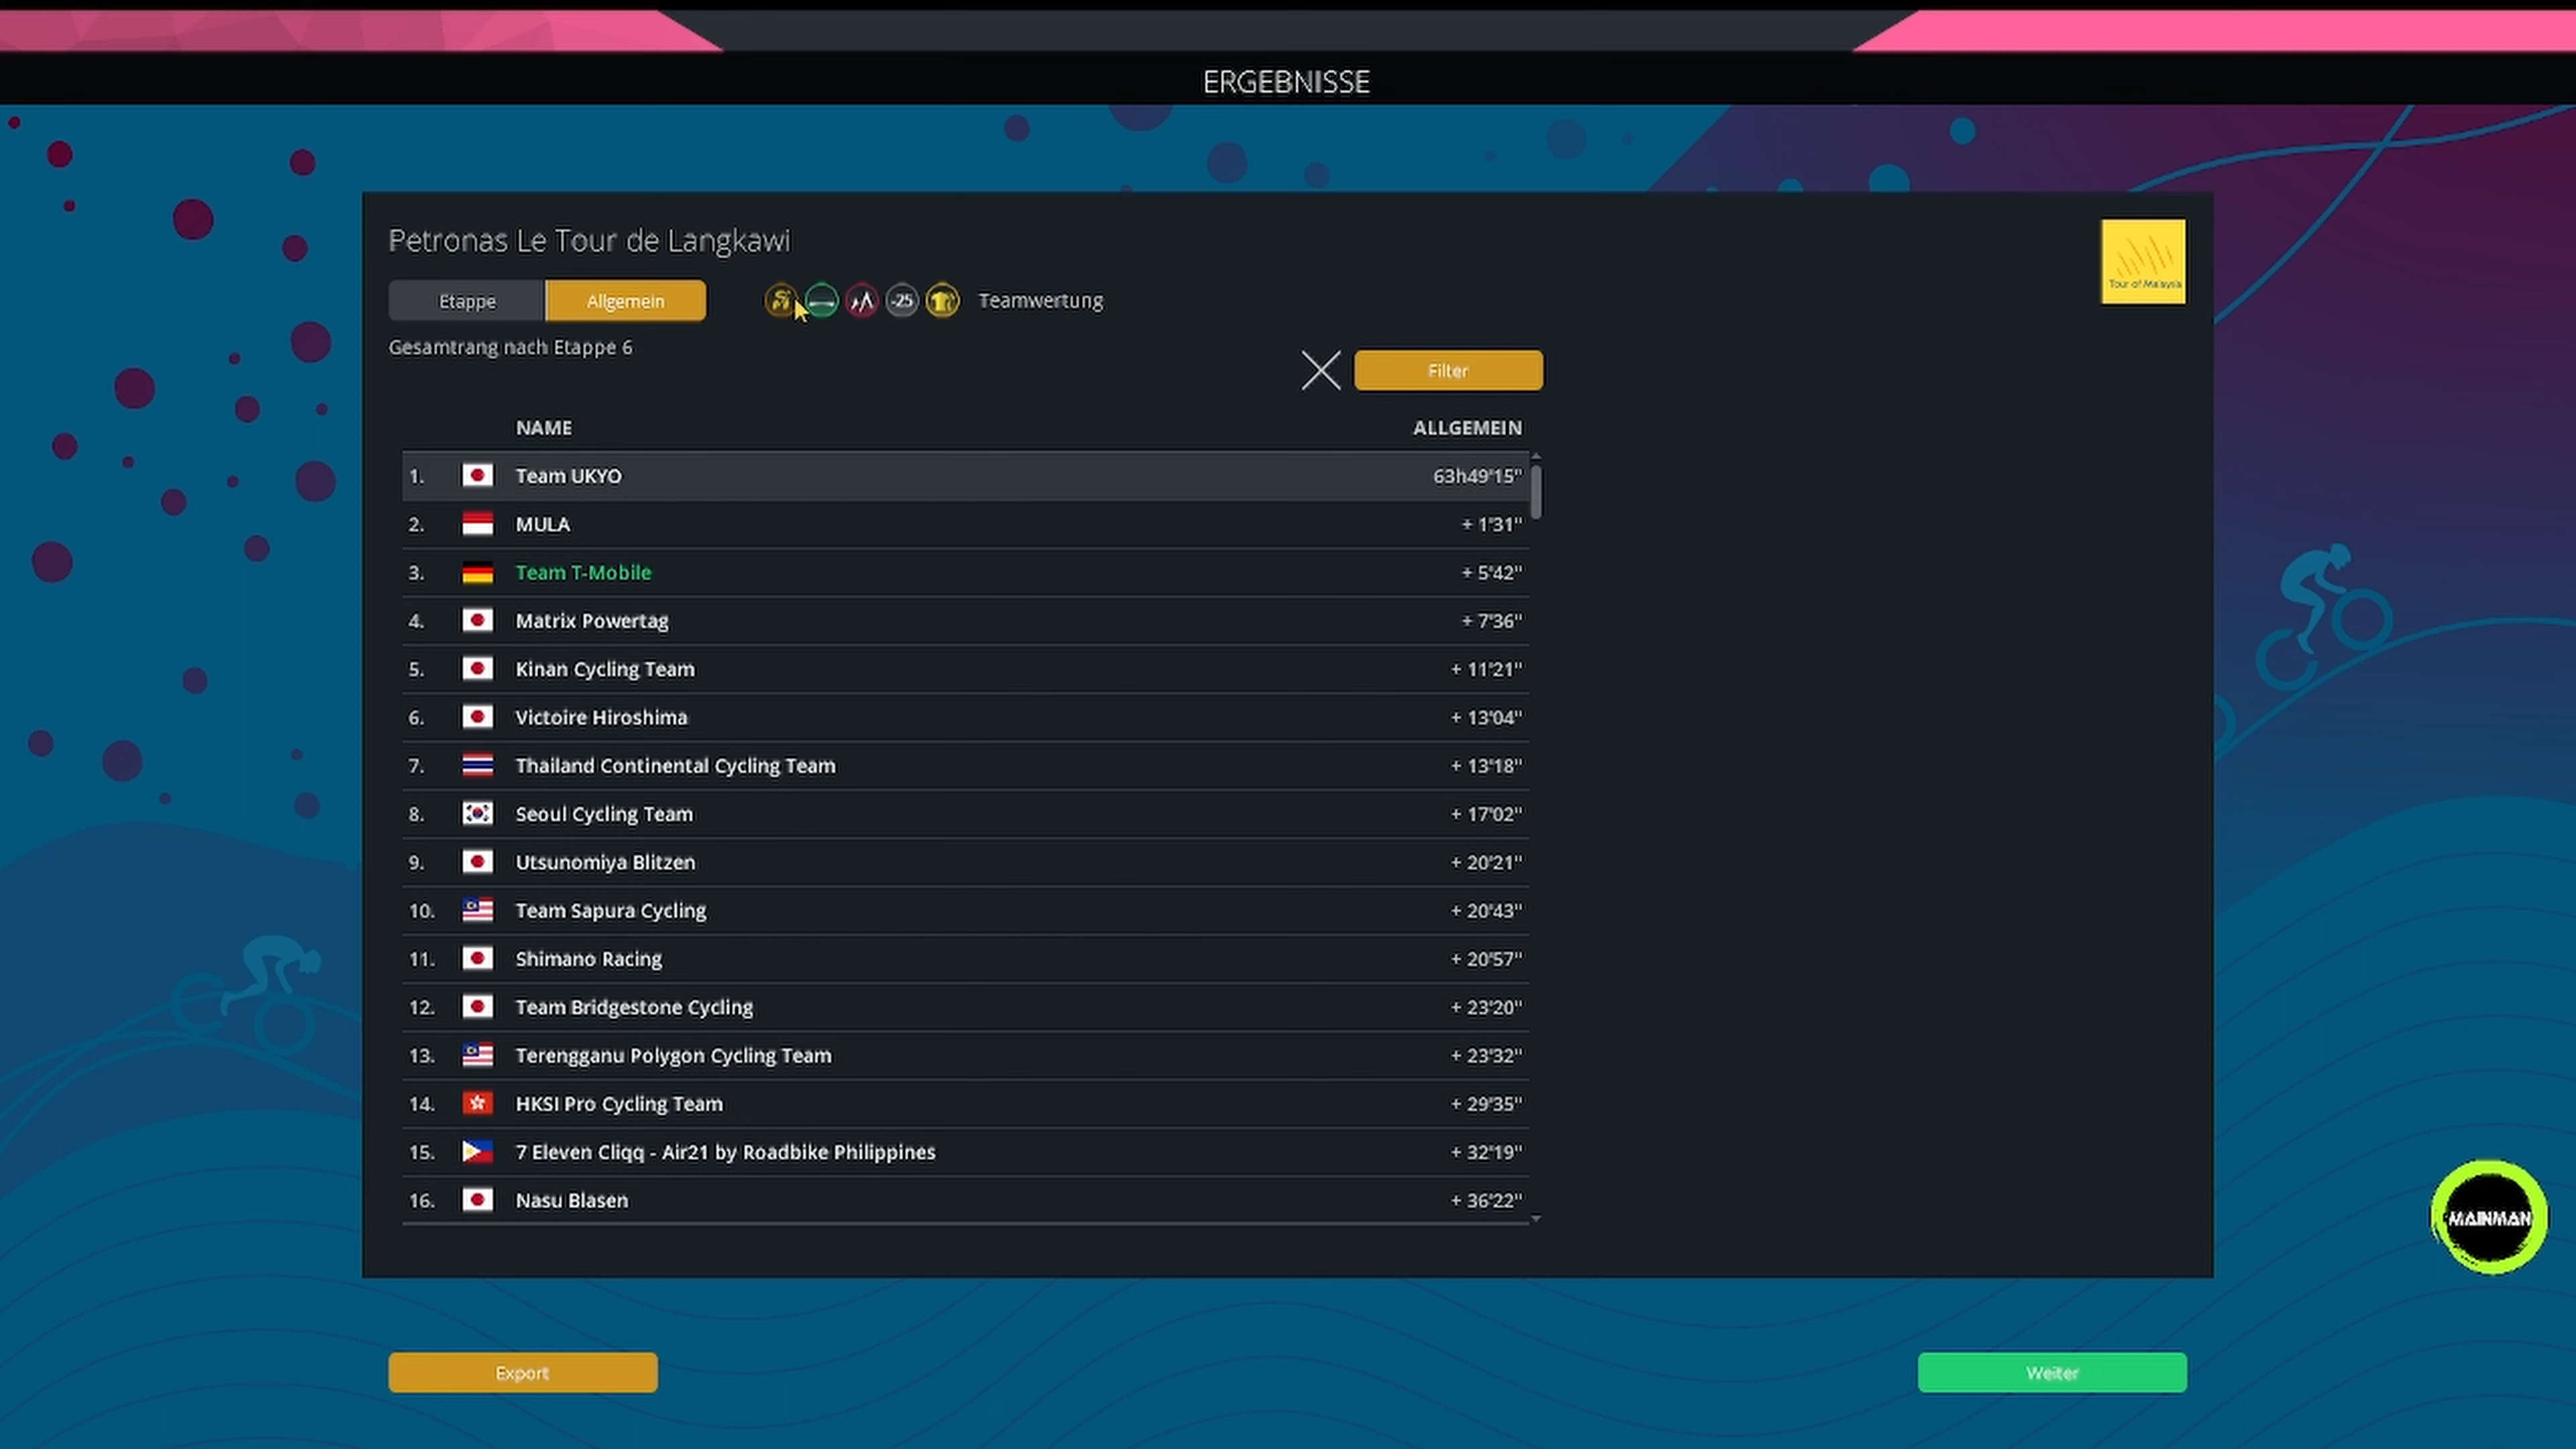 ERGEBNISSE
Petronas Le Tour de Langkawi
Tour of Malaysia
Etappe Allgemein -25 Teamwertung
Gesamtrang nach Etappe 6
Filter
NAME ALLGEMEIN
1. Team UKYO 63h49'15''
2. MULA + 1'31''
3. Team T-Mobile + 5'42''
4. Matrix Powertag + 7'36''
5. Kinan Cycling Team + 11'21''
6. Victoire Hiroshima + 13'04''
7. Thailand Continental Cycling Team + 13'18''
8. Seoul Cycling Team + 17'02''
9. Utsunomiya Blitzen + 20'21''
10. Team Sapura Cycling + 20'43''
11. Shimano Racing + 20'57''
12. Team Bridgestone Cycling + 23'20''
13. Terengganu Polygon Cycling Team + 23'32''
14. HKSI Pro Cycling Team + 29'35''
15. 7 Eleven Cliqq - Air21 by Roadbike Philippines + 32'19''
16. Nasu Blasen + 36'22''
MAINMAN
Export Weiter